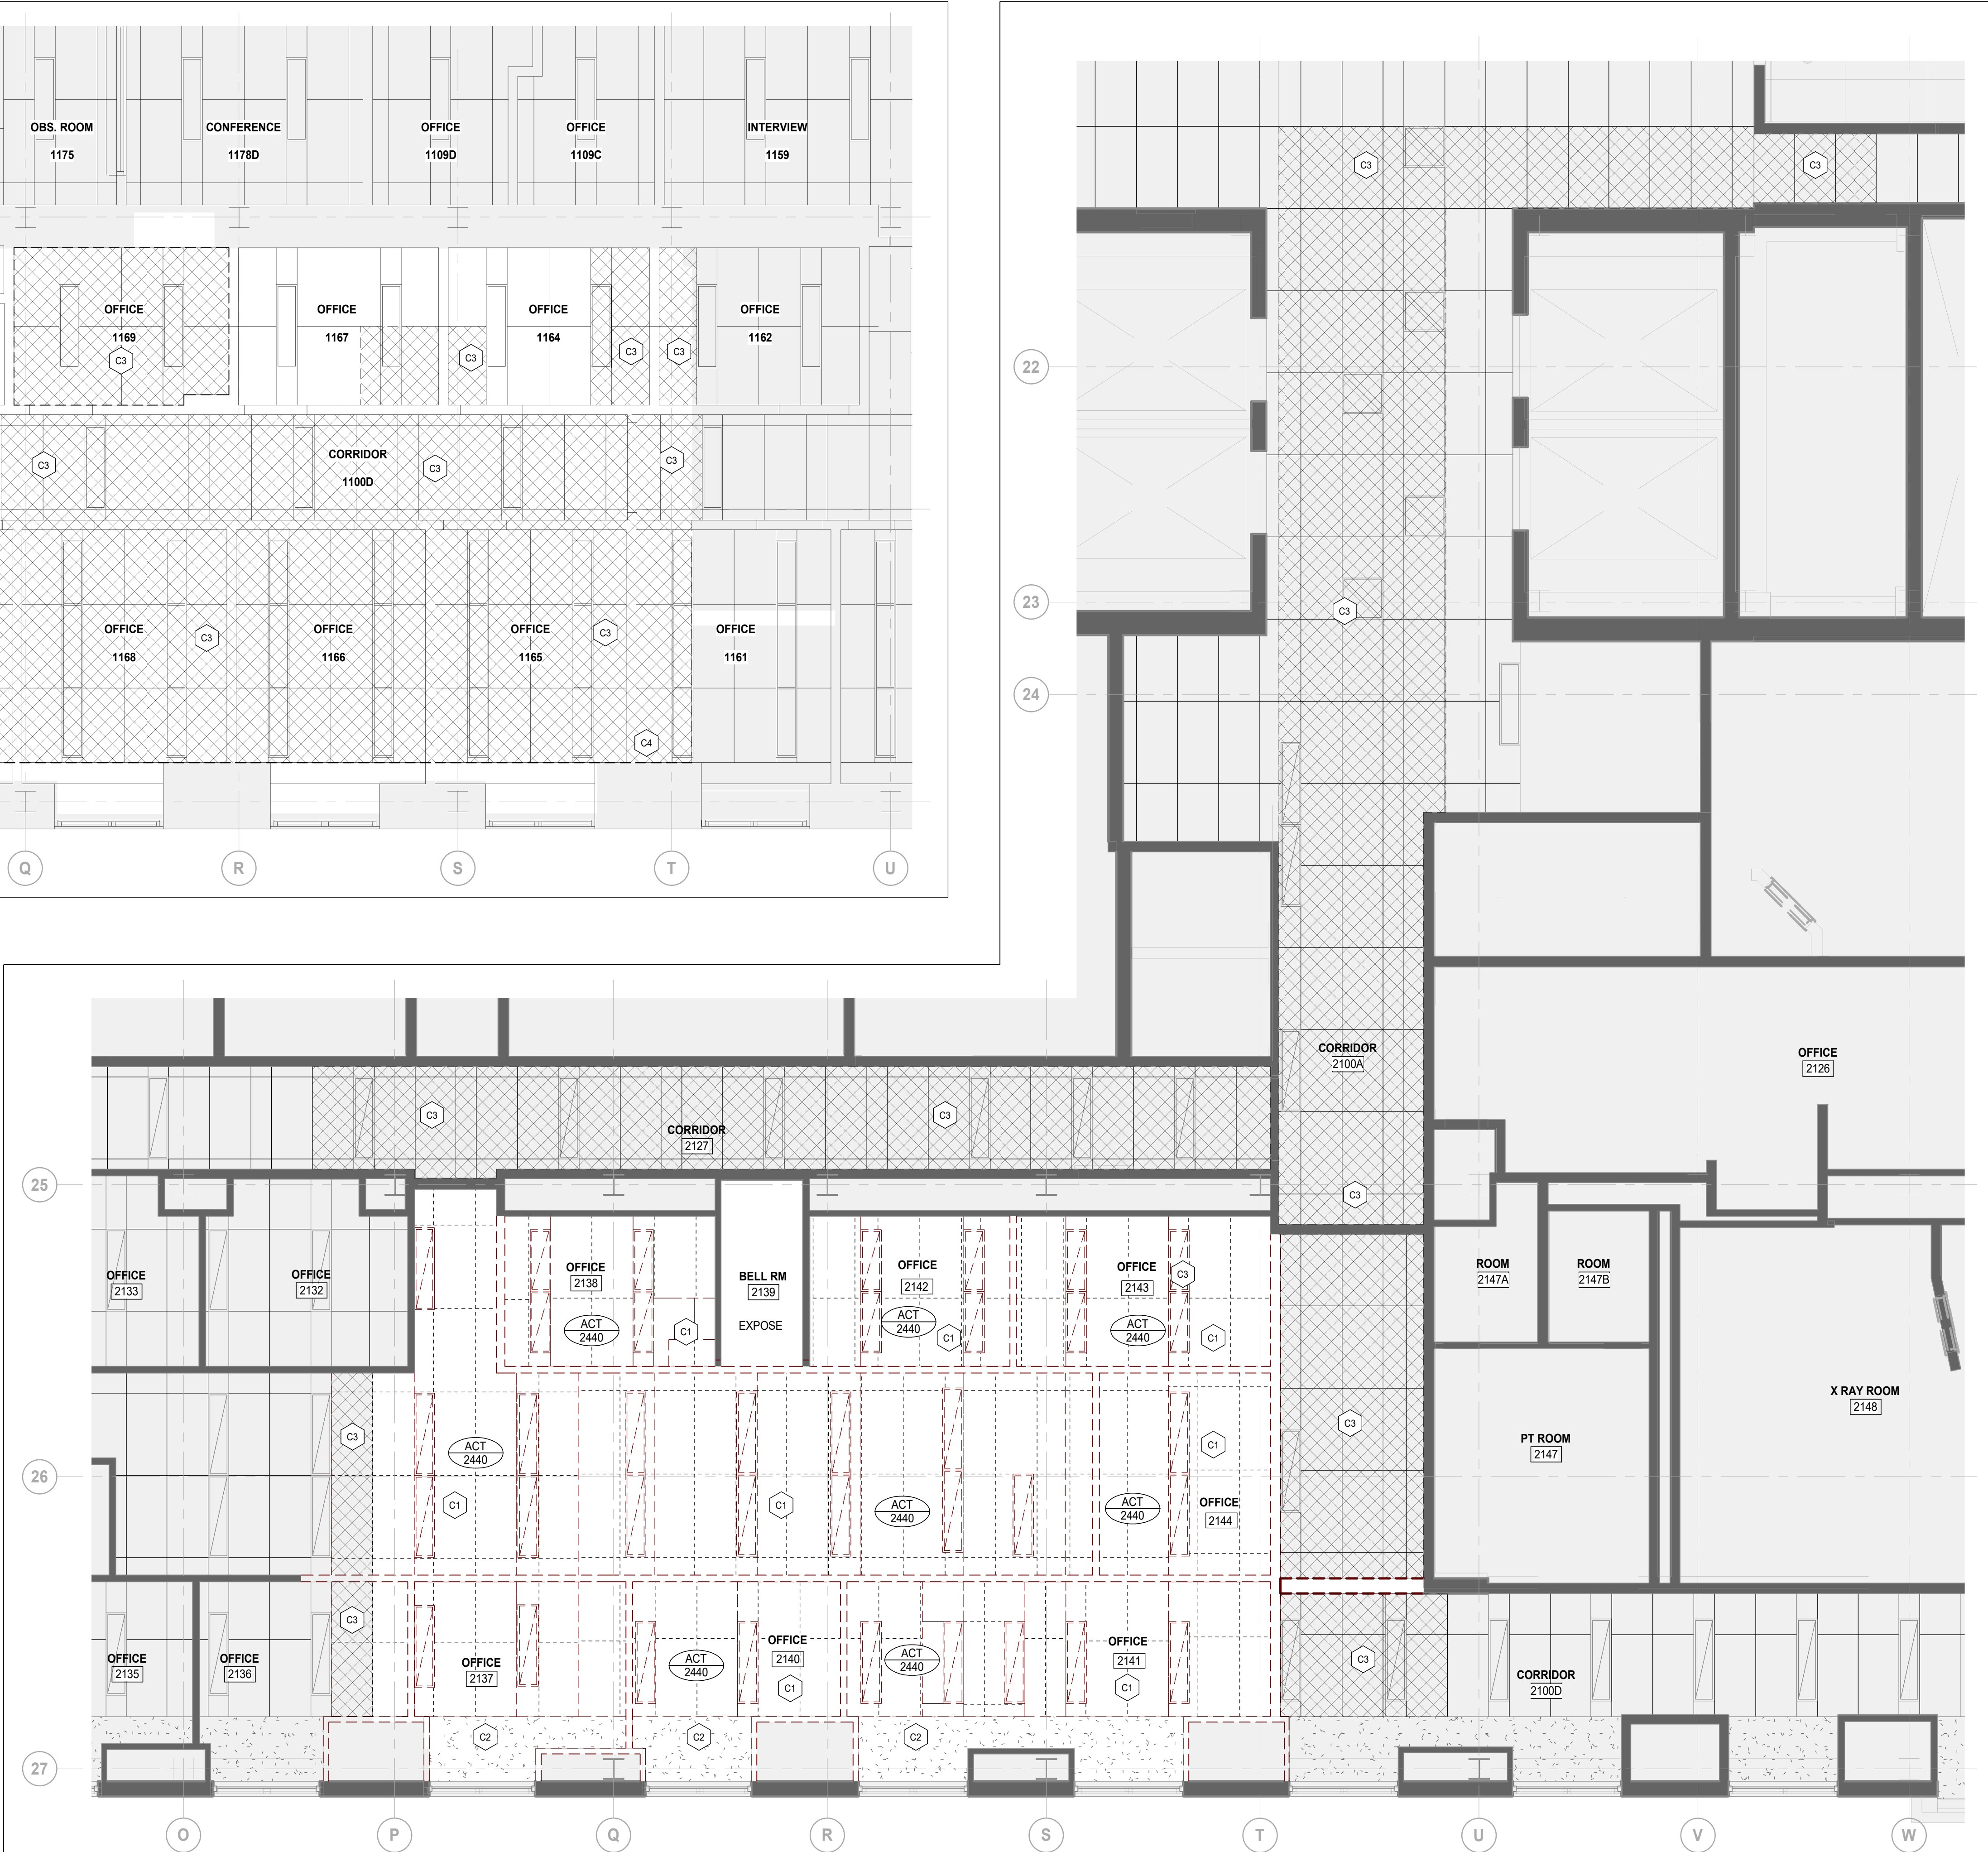 OBS. ROOM
1175
CONFERENCE
1178D
OFFICE
1109D
OFFICE
1109C
INTERVIEW
1159
OFFICE
1169
C3
OFFICE
1167
C3
OFFICE
1164
C3
C3
OFFICE
1162
C3
CORRIDOR
1100D
C3
C3
OFFICE
1168
C3
OFFICE
1166
OFFICE
1165
C3
OFFICE
1161
C4
Q
R
S
T
U
C3
C3
22
23
C3
24
CORRIDOR
2100A
OFFICE
2126
C3
CORRIDOR
2127
C3
25
C3
OFFICE
2133
OFFICE
2132
OFFICE
2138
ACT
2440
C1
BELL RM
2139
EXPOSE
OFFICE
2142
ACT
2440
C1
OFFICE
2143
C3
ACT
2440
C1
ROOM
2147A
ROOM
2147B
X RAY ROOM
2148
C3
ACT
2440
C1
C3
PT ROOM
2147
26
C1
C1
ACT
2440
ACT
2440
OFFICE
2144
C3
OFFICE
2135
OFFICE
2136
OFFICE
2137
ACT
2440
OFFICE
2140
C1
ACT
2440
OFFICE
2141
C1
C3
CORRIDOR
2100D
C2
C2
C2
27
O
P
Q
R
S
T
U
V
W